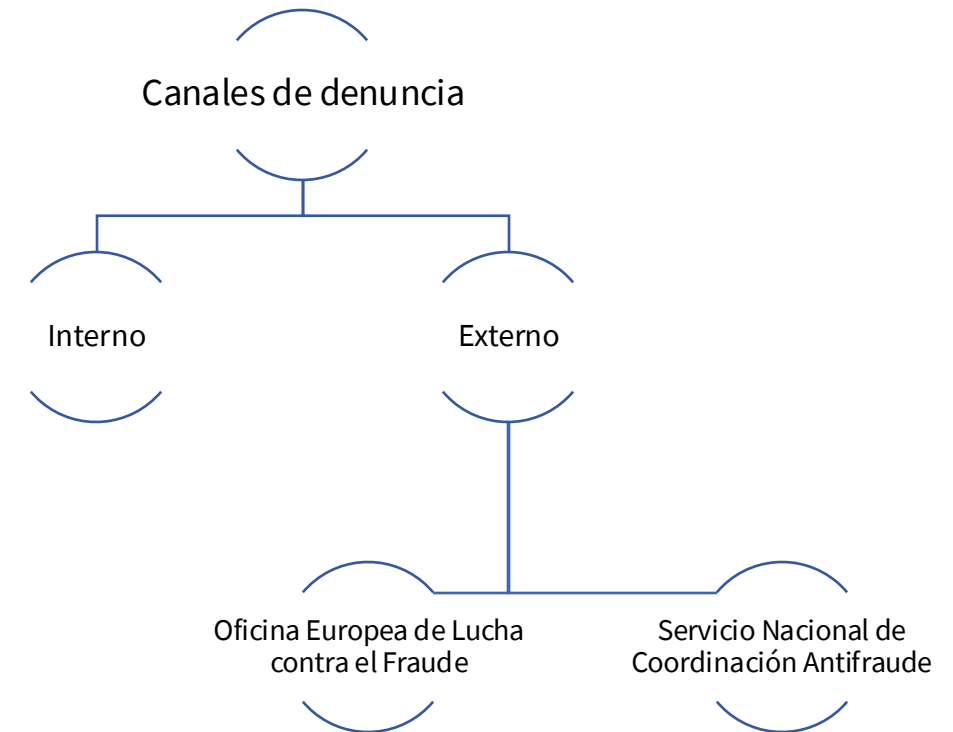 Canales de denuncia
Interno
Externo
Oficina Europea de Lucha
contra el Fraude
Servicio Nacional de
Coordinación Antifraude